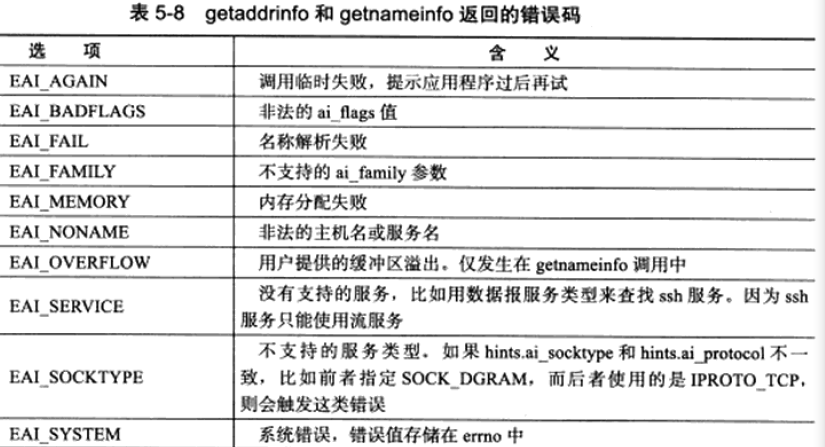 表 5-8 getaddrinfo 和 getnameinfo 返回的错误码
选 项 含 义
EAI_AGAIN 调用临时失败，提示应用程序过后再试
EAI_BADFLAGS 非法的 ai_flags 值
EAI_FAIL 名称解析失败
EAI_FAMILY 不支持的 ai_family 参数
EAI_MEMORY 内存分配失败
EAI_NONAME 非法的主机名或服务名
EAI_OVERFLOW 用户提供的缓冲区溢出。仅发生在 getnameinfo 调用中
EAI_SERVICE 没有支持的服务，比如用数据报服务类型来查找 ssh 服务。因为 ssh
服务只能使用流服务
EAI_SOCKTYPE 不支持的服务类型。如果 hints.ai_socktype 和 hints.ai_protocol 不一
致，比如前者指定 SOCK_DGRAM，而后者使用的是 IPROTO_TCP，
则会触发这类错误
EAI_SYSTEM 系统错误，错误值存储在 errno 中